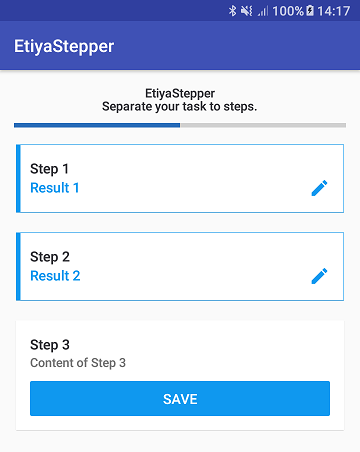 100% 14:17
EtiyaStepper
EtiyaStepper
Separate your task to steps.
Step 1
Result 1
Step 2
Result 2
Step 3
Content of Step 3
SAVE